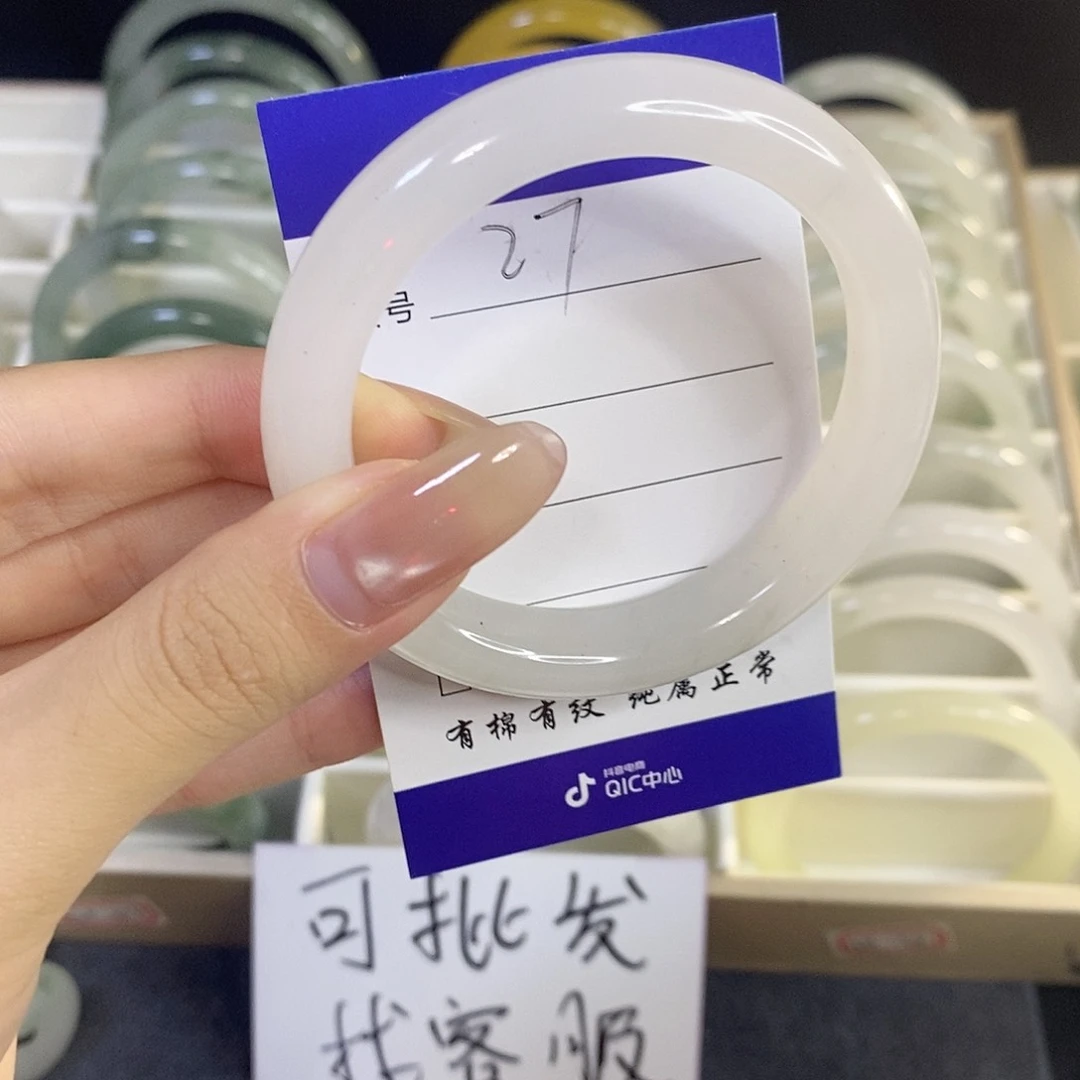 27
号
有棉有纹 纯属正常
抖音电商
QIC中心
可批发
找客服